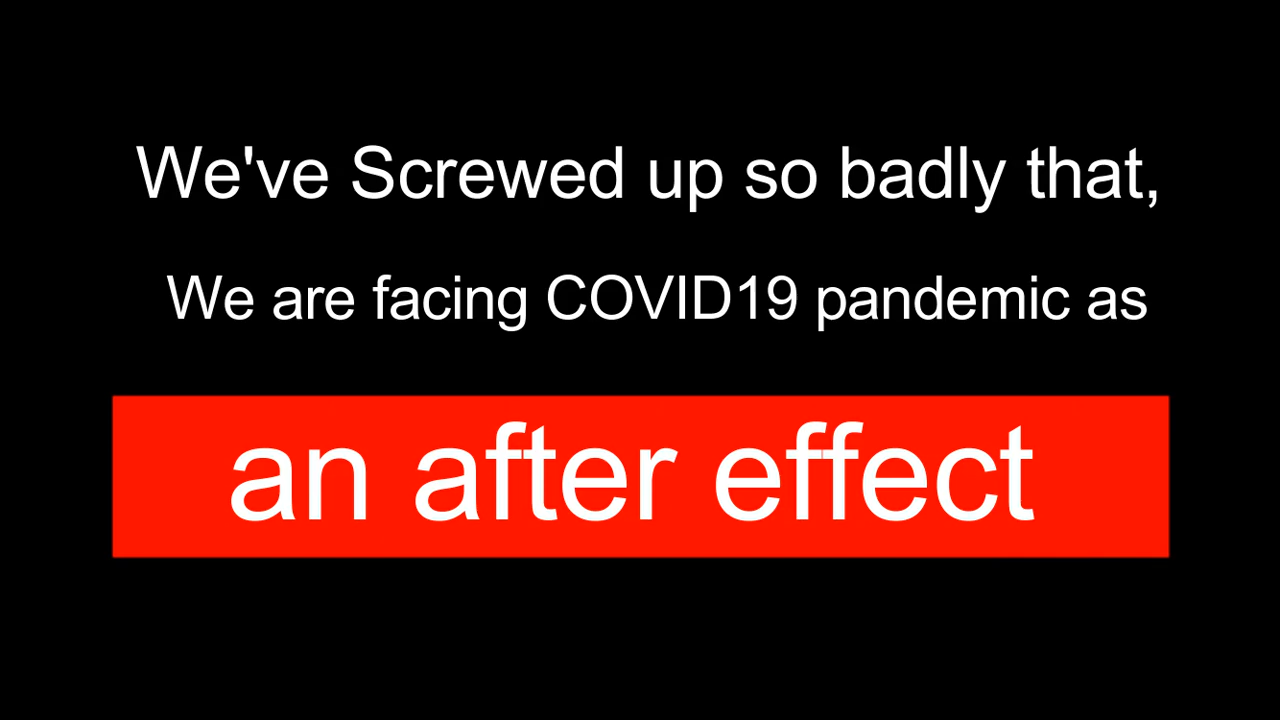 We've Screwed up so badly that,
We are facing COVID19 pandemic as
an after effect